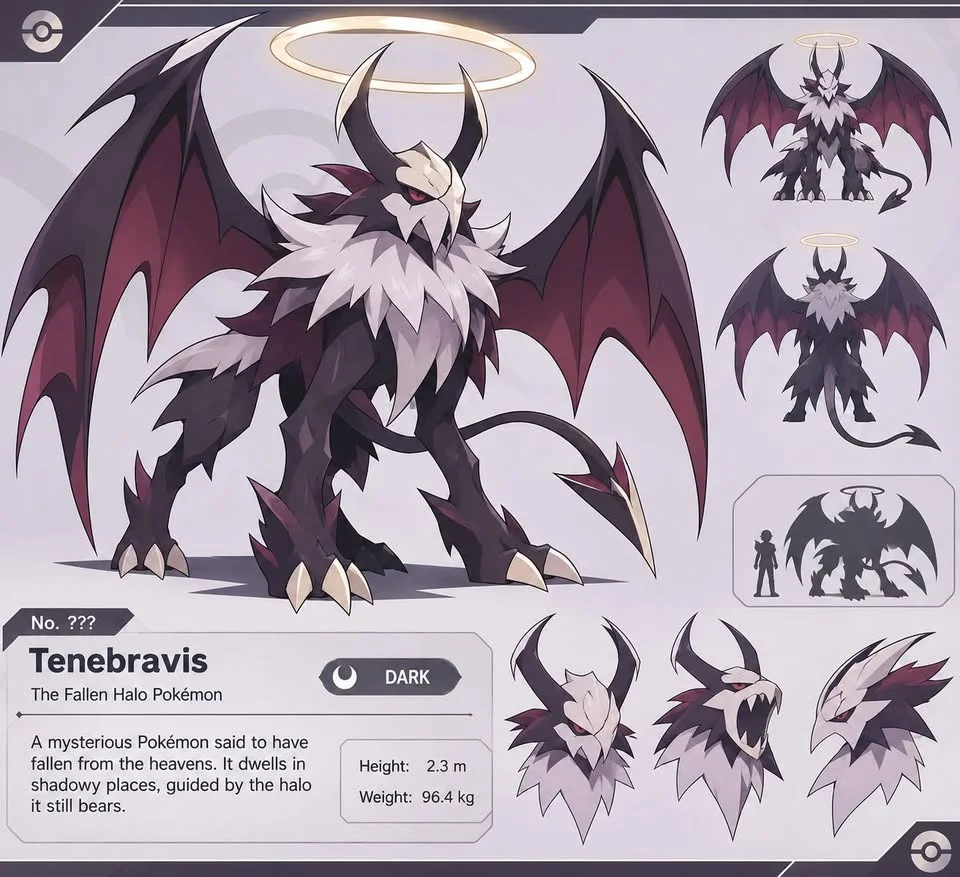 No. ???
Tenebravis
The Fallen Halo Pokémon
DARK
A mysterious Pokémon said to have
fallen from the heavens. It dwells in
shadowy places, guided by the halo
it still bears.
Height: 2.3 m
Weight: 96.4 kg